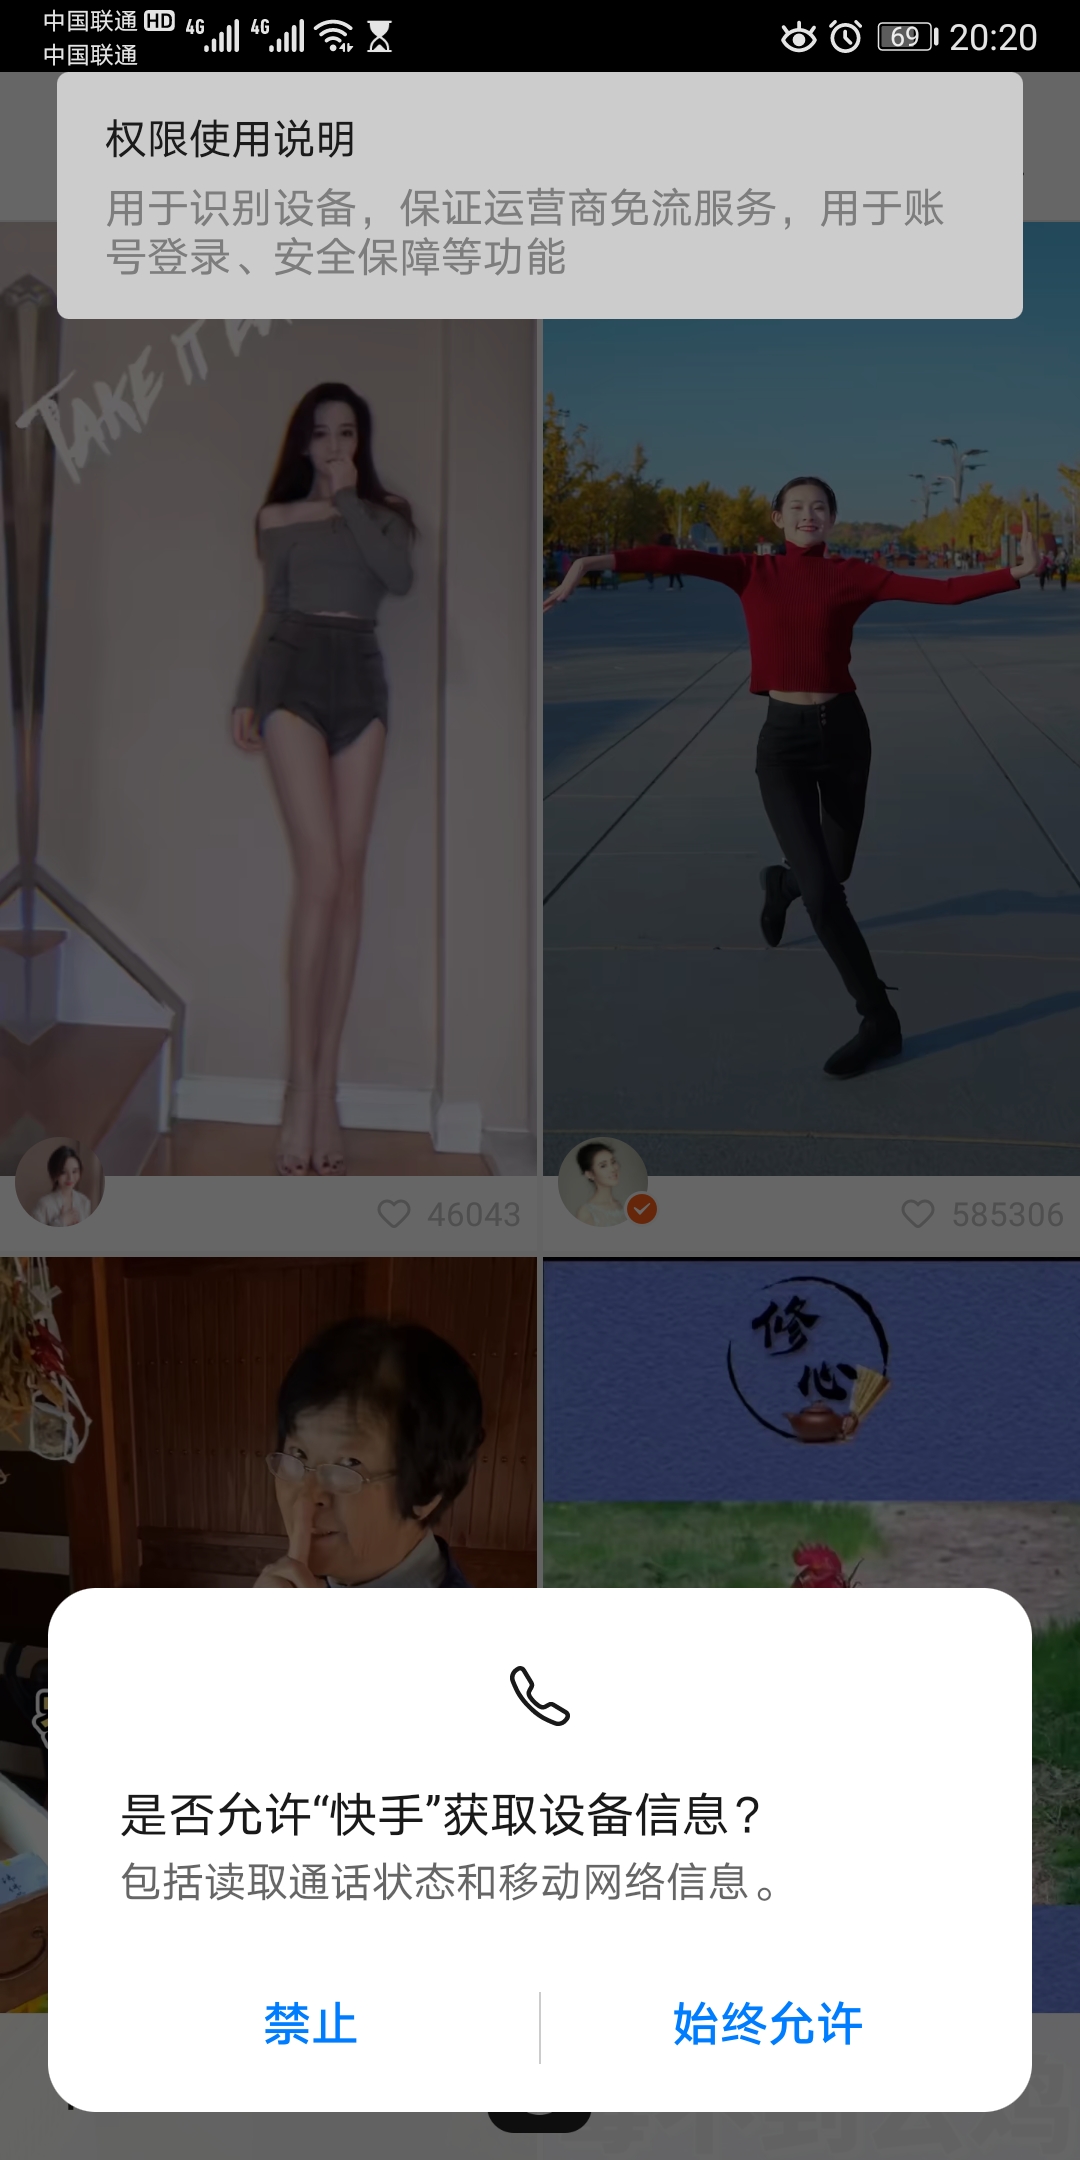 中国联通 HD 4G 4G
中国联通
69 20:20
权限使用说明
用于识别设备，保证运营商免流服务，用于账
号登录、安全保障等功能
TAKE IT
46043
585306
修
心
是否允许“快手”获取设备信息？
包括读取通话状态和移动网络信息。
禁止
始终允许